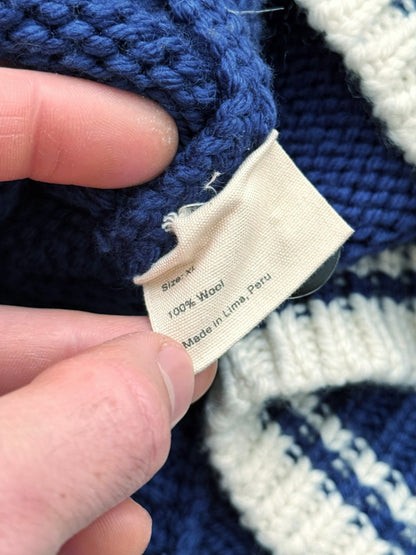 Size: XL
100% Wool
Made in Lima, Peru